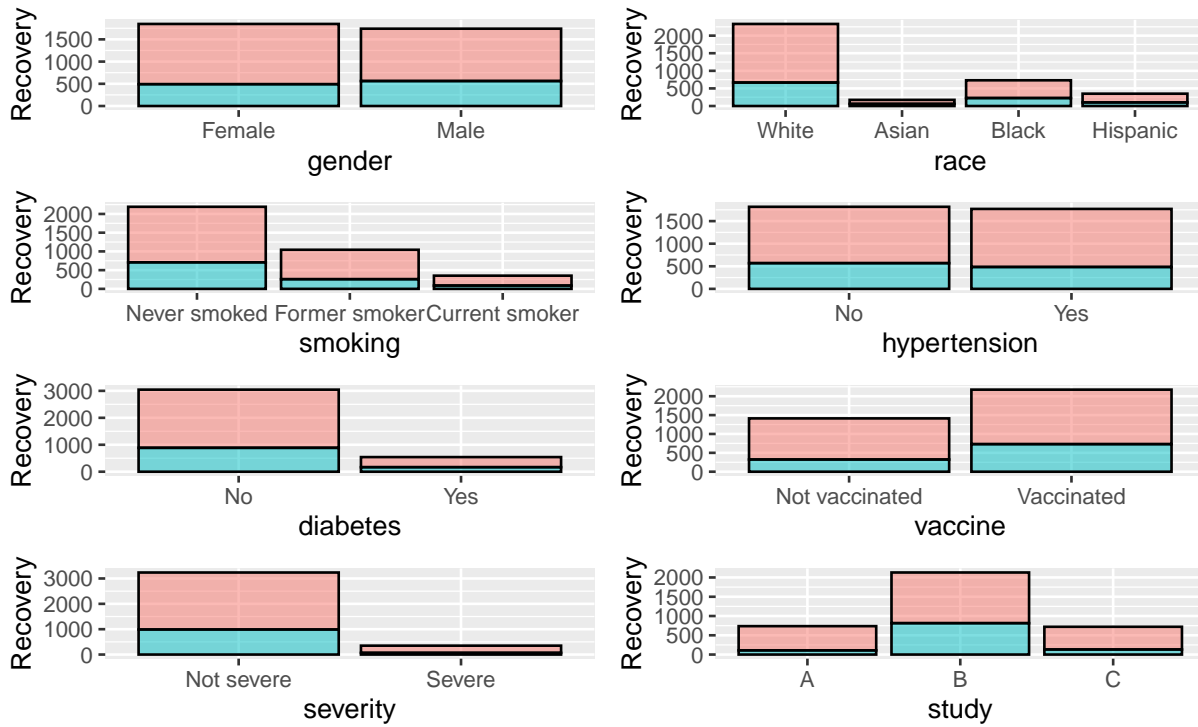 Recovery
1500
1000
500
0
Female Male
gender
Recovery
2000
1500
1000
500
0
White Asian Black Hispanic
race
Recovery
2000
1500
1000
500
0
Never smoked Former smoker Current smoker
smoking
Recovery
1500
1000
500
0
No Yes
hypertension
Recovery
3000
2000
1000
0
No Yes
diabetes
Recovery
2000
1500
1000
500
0
Not vaccinated Vaccinated
vaccine
Recovery
3000
2000
1000
0
Not severe Severe
severity
Recovery
2000
1500
1000
500
0
A B C
study